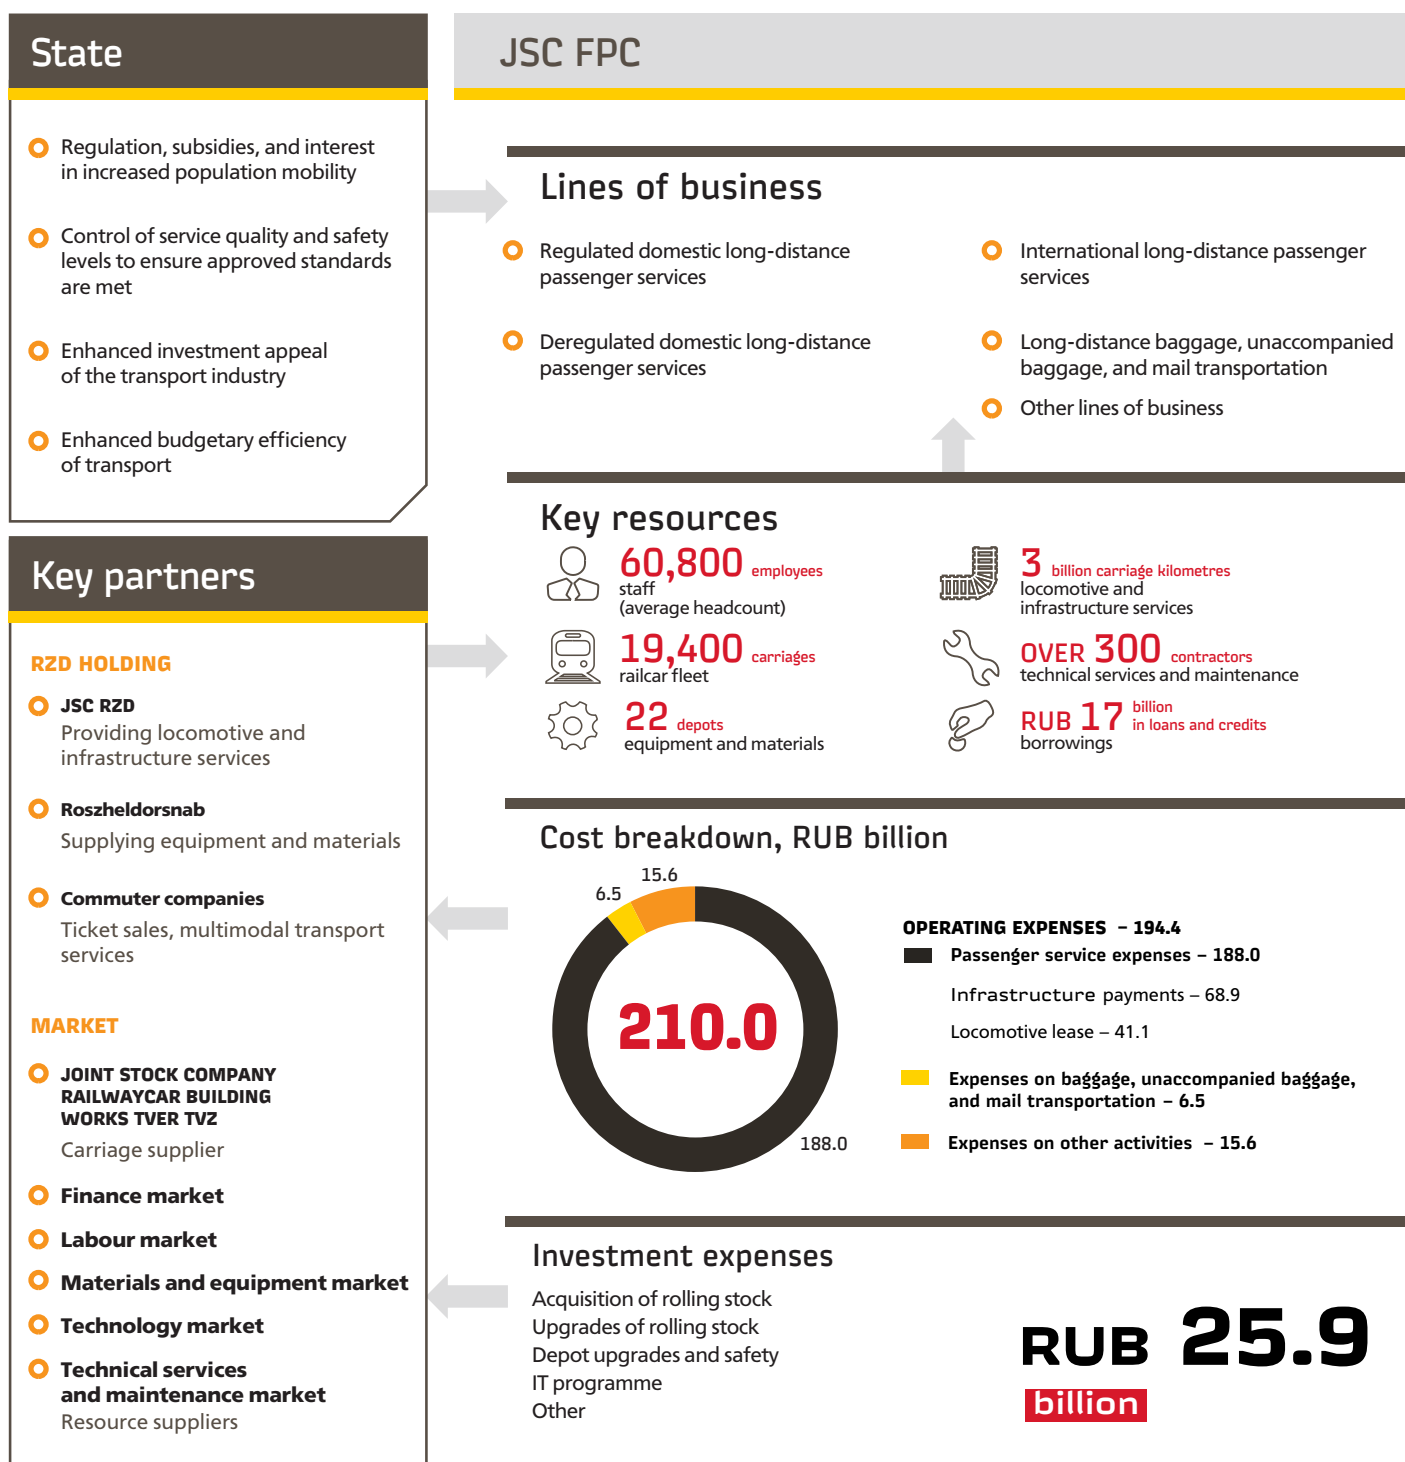 State
Regulation, subsidies, and interest
in increased population mobility
Control of service quality and safety
levels to ensure approved standards
are met
Enhanced investment appeal
of the transport industry
Enhanced budgetary efficiency
of transport
Key partners
RZD HOLDING
JSC RZD
Providing locomotive and
infrastructure services
Roszheldorsnab
Supplying equipment and materials
Commuter companies
Ticket sales, multimodal transport
services
MARKET
JOINT STOCK COMPANY
RAILWAYCAR BUILDING
WORKS TVER TVZ
Carriage supplier
Finance market
Labour market
Materials and equipment market
Technology market
Technical services
and maintenance market
Resource suppliers
JSC FPC
Lines of business
Regulated domestic long-distance
passenger services
Deregulated domestic long-distance
passenger services
International long-distance passenger
services
Long-distance baggage, unaccompanied
baggage, and mail transportation
Other lines of business
Key resources
60,800 employees
staff
(average headcount)
19,400 carriages
railcar fleet
22 depots
equipment and materials
3 billion carriage kilometres
locomotive and
infrastructure services
OVER 300 contractors
technical services and maintenance
RUB 17 billion
in loans and credits
borrowings
Cost breakdown, RUB billion
15.6
6.5
210.0
188.0
OPERATING EXPENSES – 194.4
Passenger service expenses – 188.0
Infrastructure payments – 68.9
Locomotive lease – 41.1
Expenses on baggage, unaccompanied baggage,
and mail transportation – 6.5
Expenses on other activities – 15.6
Investment expenses
Acquisition of rolling stock
Upgrades of rolling stock
Depot upgrades and safety
IT programme
Other
RUB 25.9
billion